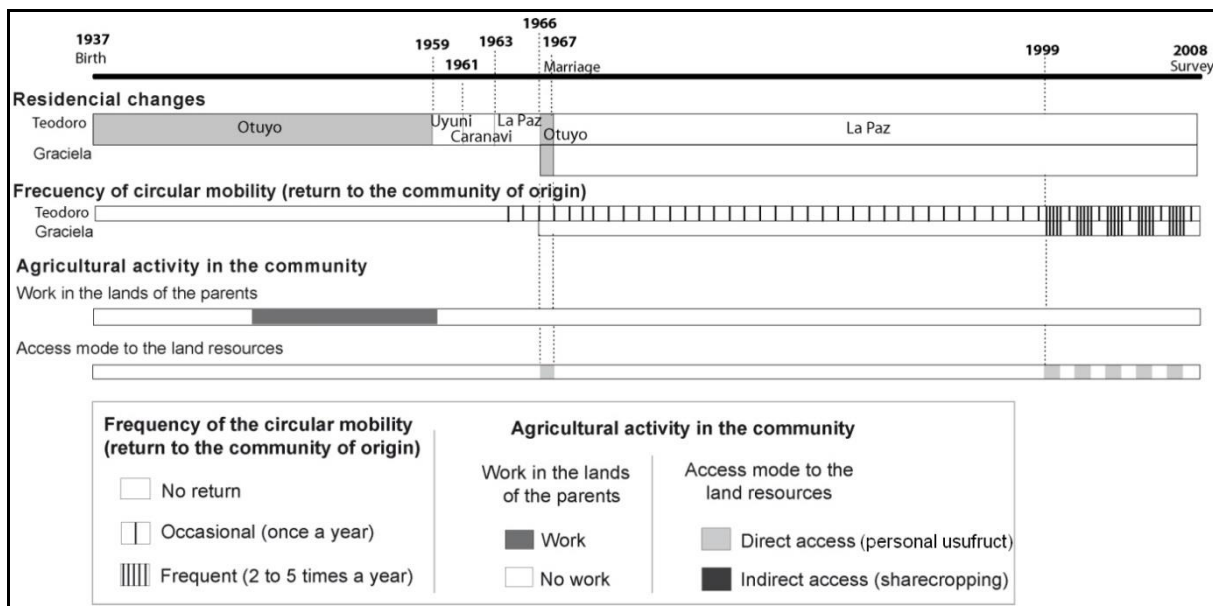 1937
Birth
1959
1961
1963
1966
1967
Marriage
1999
2008
Survey
Residencial changes
Teodoro
Otuyo
Uyuni
Caranavi
La Paz
Otuyo
La Paz
Graciela
Frecuency of circular mobility (return to the community of origin)
Teodoro
Graciela
Agricultural activity in the community
Work in the lands of the parents
Access mode to the land resources
Frequency of the circular mobility
(return to the community of origin)
No return
Occasional (once a year)
Frequent (2 to 5 times a year)
Agricultural activity in the community
Work in the lands
of the parents
Work
No work
Access mode to the
land resources
Direct access (personal usufruct)
Indirect access (sharecropping)